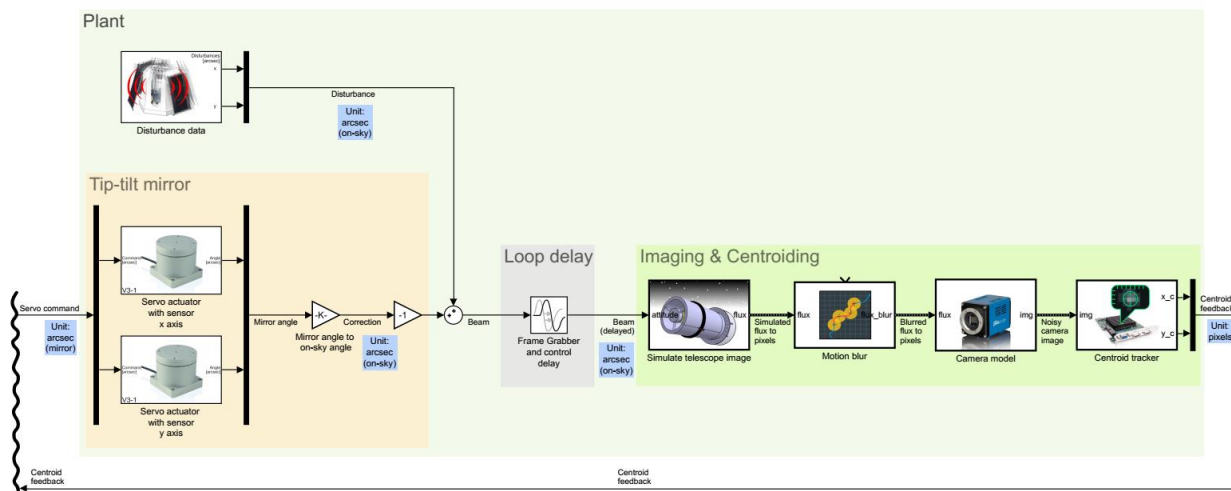 Plant
Disturbances
[arcsec]
x
y
Disturbance data
Disturbance
Unit:
arcsec
(on-sky)
Tip-tilt mirror
Command
[arcsec]
Angle
[arcsec]
V3-1
Servo actuator
with sensor
x axis
Command
[arcsec]
Angle
[arcsec]
V3-1
Servo actuator
with sensor
y axis
Servo command
Unit:
arcsec
(mirror)
Mirror angle
-K-
Mirror angle to
on-sky angle
Correction
-1
Unit:
arcsec
(on-sky)
Beam
Loop delay
Frame Grabber
and control
delay
Beam
(delayed)
Unit:
arcsec
(on-sky)
Imaging & Centroiding
attitude
flux
Simulate telescope image
Simulated
flux to
pixels
flux
flux_blur
Motion blur
Blurred
flux to
pixels
flux
img
Camera model
Noisy
camera
image
img
x_c
y_c
Centroid tracker
Centroid
feedback
Unit:
pixels
Centroid
feedback
Centroid
feedback